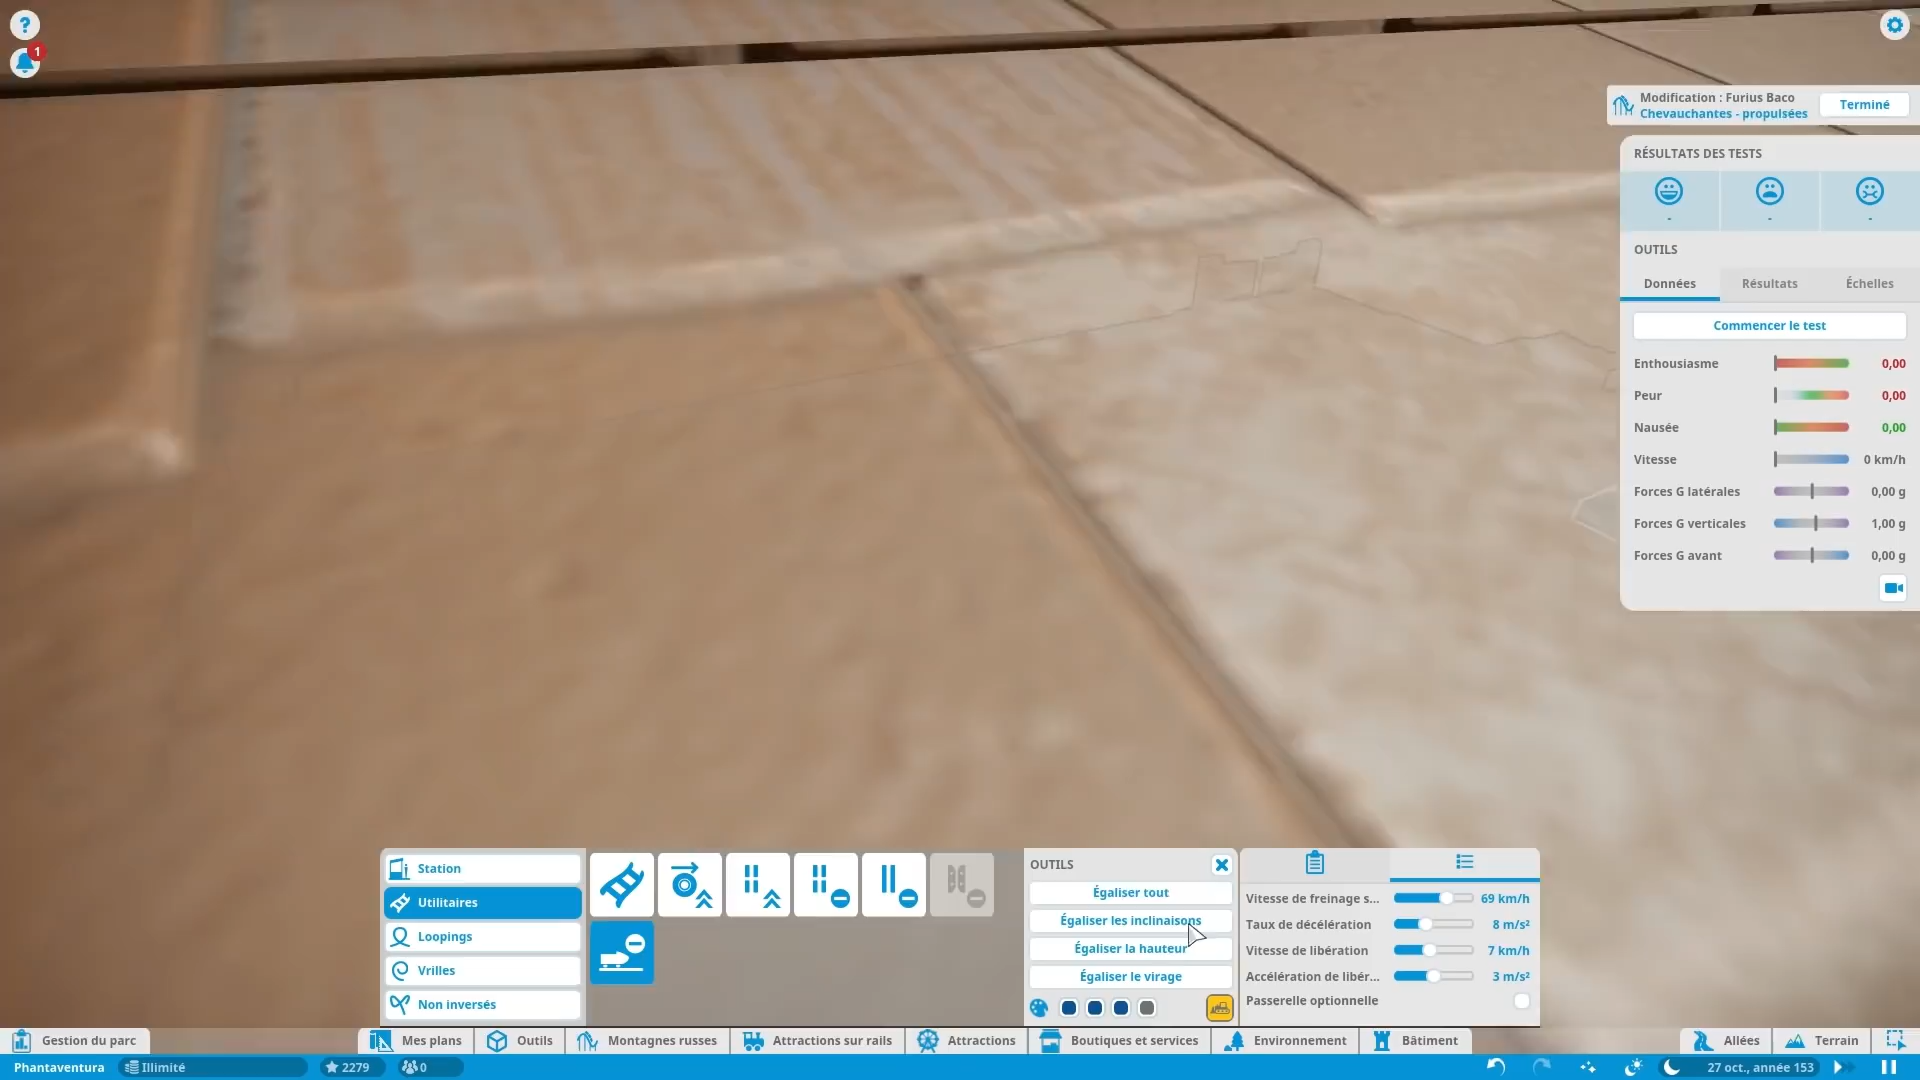 ?
1
Modification : Furius Baco
Chevauchantes - propulsées
Terminé
RÉSULTATS DES TESTS
- - -
OUTILS
Données Résultats Échelles
Commencer le test
Enthousiasme 0,00
Peur 0,00
Nausée 0,00
Vitesse 0 km/h
Forces G latérales 0,00 g
Forces G verticales 1,00 g
Forces G avant 0,00 g
Station
Utilitaires
Loopings
Vrilles
Non inversés
OUTILS
Égaliser tout
Égaliser les inclinaisons
Égaliser la hauteur
Égaliser le virage
Vitesse de freinage s... 69 km/h
Taux de décélération 8 m/s²
Vitesse de libération 7 km/h
Accélération de libér... 3 m/s²
Passerelle optionnelle
Gestion du parc Mes plans Outils Montagnes russes Attractions sur rails Attractions Boutiques et services Environnement Bâtiment Allées Terrain
Phantaventura Illimité 2279 0 27 oct., année 153